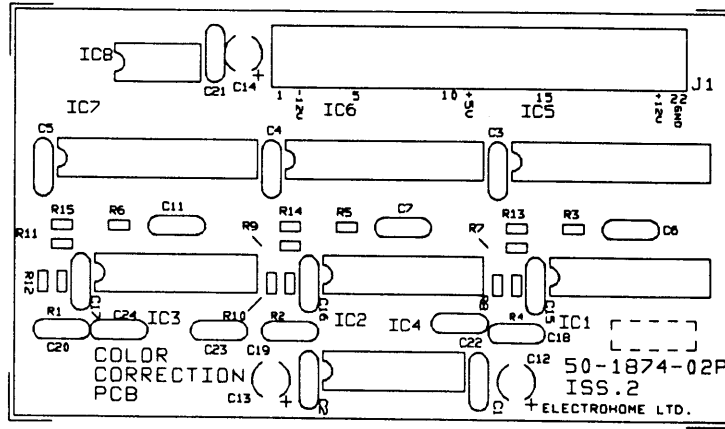 IC8
C21
C14
+
J1
1 -12V 5 10 +5V 15 +12V 22 GND
IC7
IC6
IC5
C5
C4
C3
R15
R6
C11
R9
R14
R5
C7
R7
R13
R3
C6
R11
R12
C24
IC3
R10
C16
IC2
IC4
R8
C15
IC1
R1
R2
R4
C20
C23
C19
C22
C18
COLOR
CORRECTION
PCB
C13
+
C2
C1
C12
+
50-1874-02P
ISS.2
ELECTROHOME LTD.